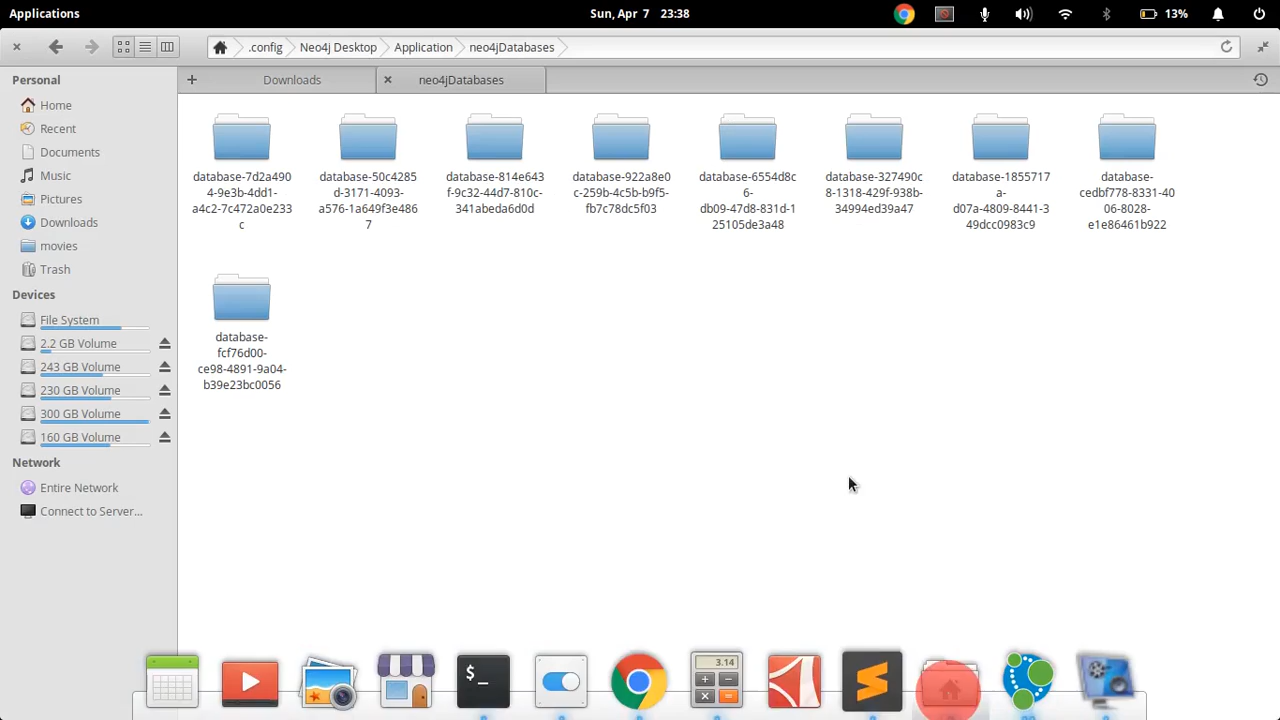 Applications
Sun, Apr 7 23:38
13%
.config
Neo4j Desktop
Application
neo4jDatabases
Downloads
neo4jDatabases
Personal
Home
Recent
Documents
Music
Pictures
Downloads
movies
Trash
Devices
File System
2.2 GB Volume
243 GB Volume
230 GB Volume
300 GB Volume
160 GB Volume
Network
Entire Network
Connect to Server...
database-7d2a490
4-9e3b-4dd1-
a4c2-7c472a0e233
c
database-50c4285
d-3171-4093-
a576-1a649f3e486
7
database-814e643
f-9c32-44d7-810c-
341abeda6d0d
database-922a8e0
c-259b-4c5b-b9f5-
fb7c78dc5f03
database-6554d8c
6-
db09-47d8-831d-1
25105de3a48
database-327490c
8-1318-429f-938b-
34994ed39a47
database-1855717
a-
d07a-4809-8441-3
49dcc0983c9
database-
cedbf778-8331-40
06-8028-
e1e86461b922
database-
fcf76d00-
ce98-4891-9a04-
b39e23bc0056
$ _
3.14